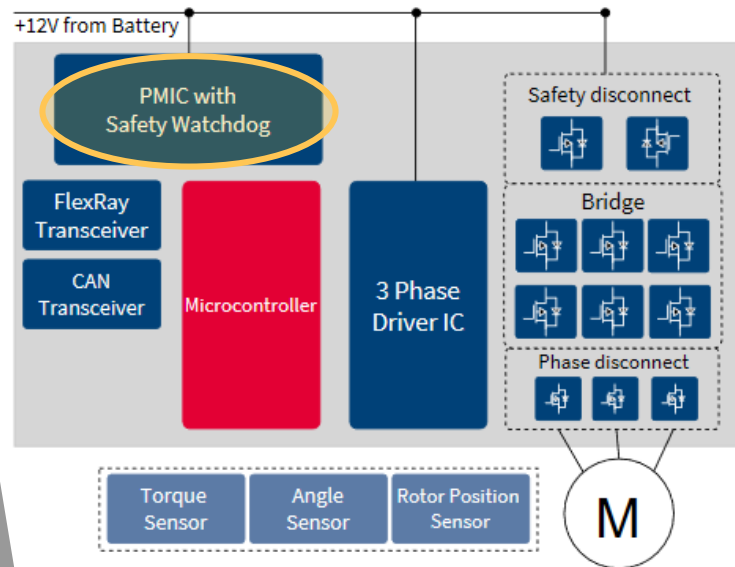 +12V from Battery
PMIC with
Safety Watchdog
Safety disconnect
FlexRay
Transceiver
CAN
Transceiver
Microcontroller
3 Phase
Driver IC
Bridge
Phase disconnect
Torque
Sensor
Angle
Sensor
Rotor Position
Sensor
M